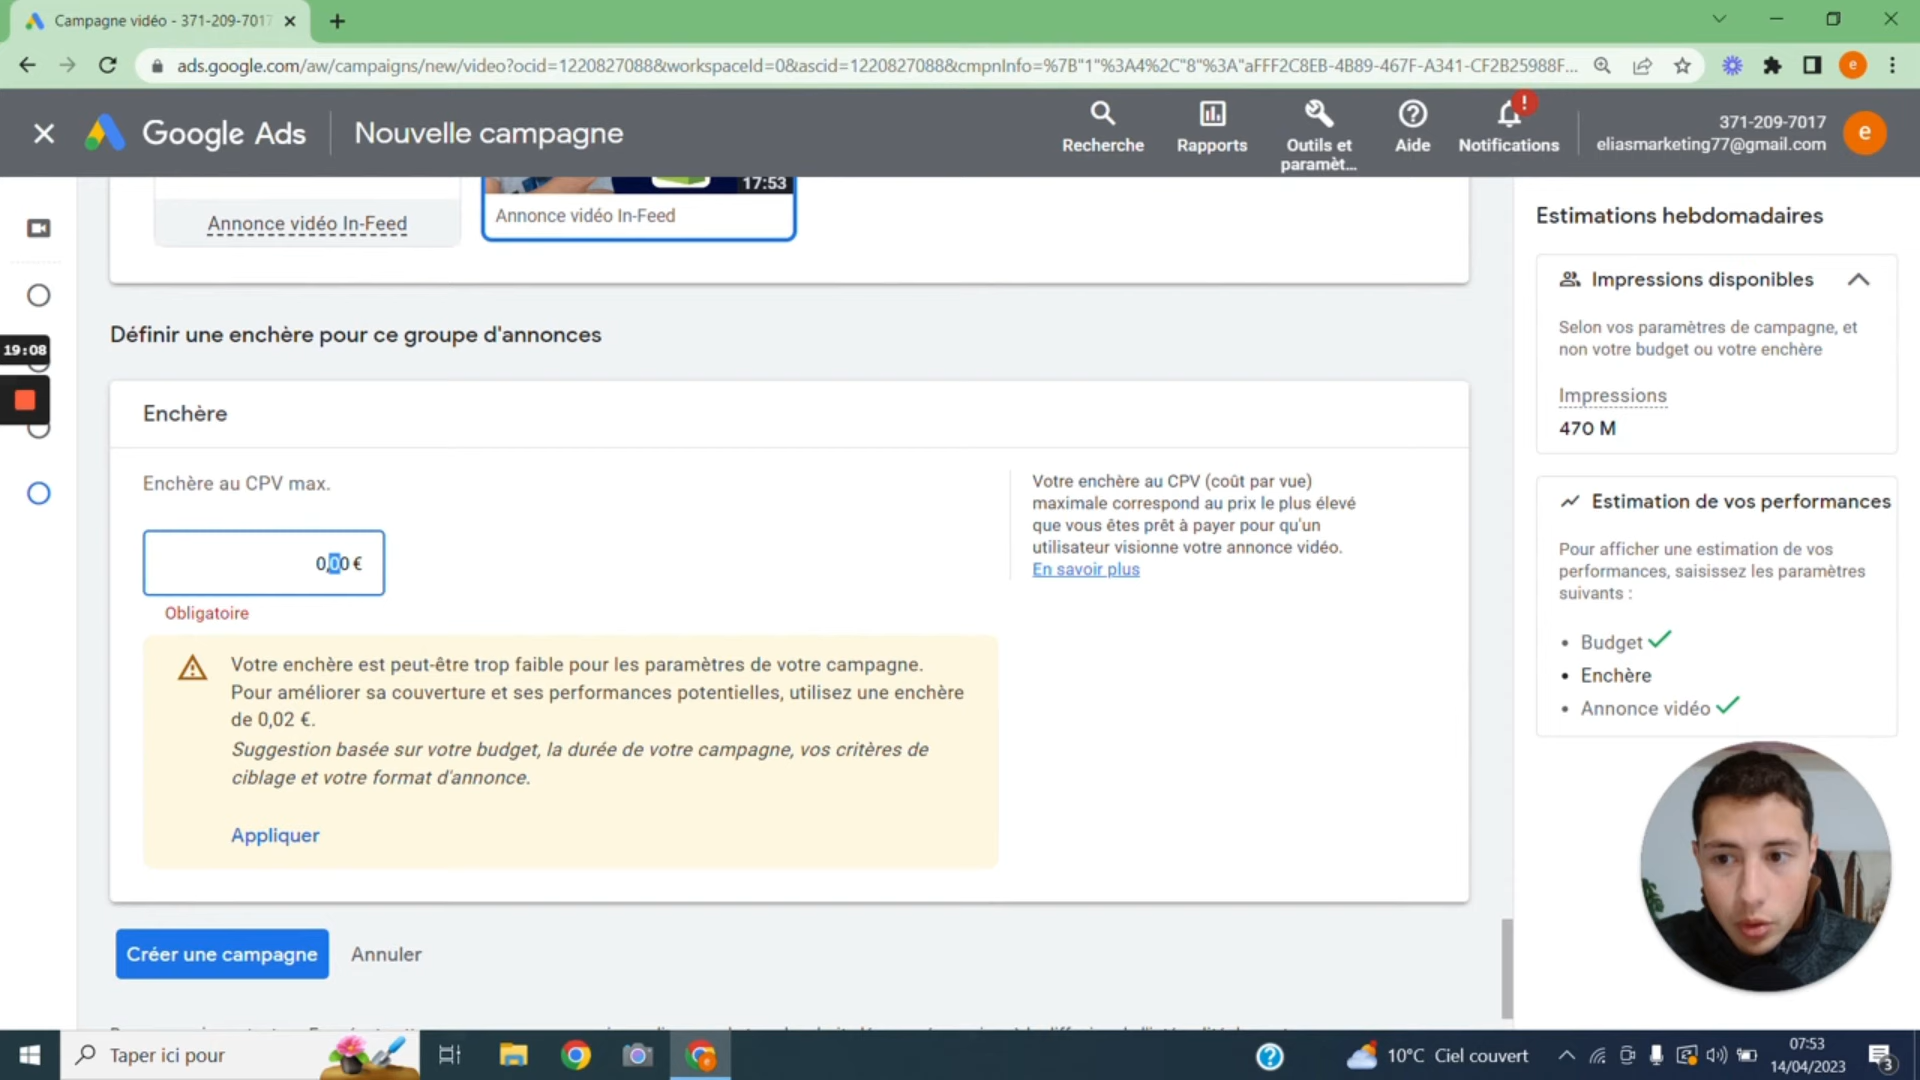 Campagne vidéo - 371-209-7017
ads.google.com/aw/campaigns/new/video?ocid=1220827088&workspaceId=0&ascid=1220827088&cmpnInfo=%7B"1"%3A4%2C"8"%3A"aFFF2C8EB-4B89-467F-A341-CF2B25988F...
e
Google Ads
Nouvelle campagne
Recherche
Rapports
Outils et
paramèt...
Aide
!
Notifications
371-209-7017
eliasmarketing77@gmail.com
e
17:53
Annonce vidéo In-Feed
Annonce vidéo In-Feed
19:08
Définir une enchère pour ce groupe d'annonces
Enchère
Enchère au CPV max.
0,00 €
Obligatoire
Votre enchère est peut-être trop faible pour les paramètres de votre campagne.
Pour améliorer sa couverture et ses performances potentielles, utilisez une enchère
de 0,02 €.
Suggestion basée sur votre budget, la durée de votre campagne, vos critères de
ciblage et votre format d'annonce.
Appliquer
Votre enchère au CPV (coût par vue)
maximale correspond au prix le plus élevé
que vous êtes prêt à payer pour qu'un
utilisateur visionne votre annonce vidéo.
En savoir plus
Créer une campagne
Annuler
Estimations hebdomadaires
Impressions disponibles
Selon vos paramètres de campagne, et
non votre budget ou votre enchère
Impressions
470 M
Estimation de vos performances
Pour afficher une estimation de vos
performances, saisissez les paramètres
suivants :
• Budget
• Enchère
• Annonce vidéo
Taper ici pour
10°C Ciel couvert
07:53
14/04/2023
3